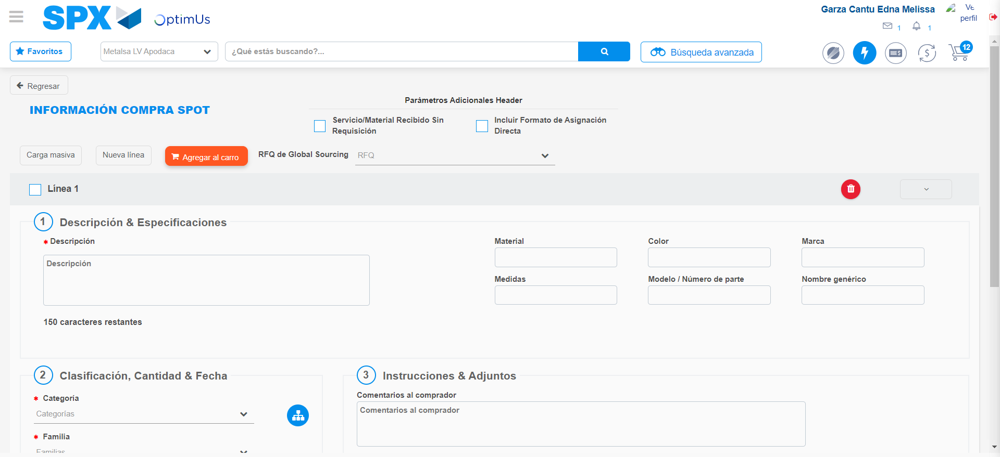 SPX
OptimUs
Garza Cantu Edna Melissa
perfil
1
1
Favoritos
Metalsa LV Apodaca
¿Qué estás buscando?...
Búsqueda avanzada
12
Regresar
INFORMACIÓN COMPRA SPOT
Parámetros Adicionales Header
Servicio/Material Recibido Sin
Requisición
Incluir Formato de Asignación
Directa
Carga masiva
Nueva línea
Agregar al carro
RFQ de Global Sourcing
RFQ
Línea 1
1 Descripción & Especificaciones
* Descripción
Descripción
150 caracteres restantes
Material
Color
Marca
Medidas
Modelo / Número de parte
Nombre genérico
2 Clasificación, Cantidad & Fecha
* Categoría
Categorías
* Familia
Familias
3 Instrucciones & Adjuntos
Comentarios al comprador
Comentarios al comprador